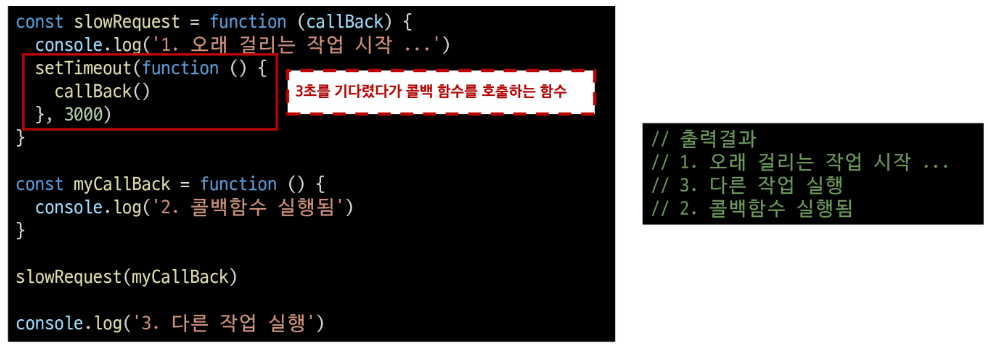 const slowRequest = function (callBack) {
console.log('1. 오래 걸리는 작업 시작 ...')
setTimeout(function () {
callBack()
}, 3000)
}
3초를 기다렸다가 콜백 함수를 호출하는 함수
const myCallBack = function () {
console.log('2. 콜백함수 실행됨')
}
slowRequest(myCallBack)
console.log('3. 다른 작업 실행')
// 출력결과
// 1. 오래 걸리는 작업 시작 ...
// 3. 다른 작업 실행
// 2. 콜백함수 실행됨